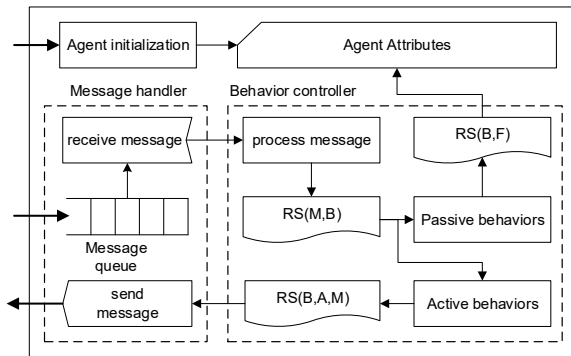 Agent initialization
Agent Attributes
Message handler
Behavior controller
receive message
process message
RS(B,F)
RS(M,B)
Passive behaviors
Message
queue
send
message
RS(B,A,M)
Active behaviors